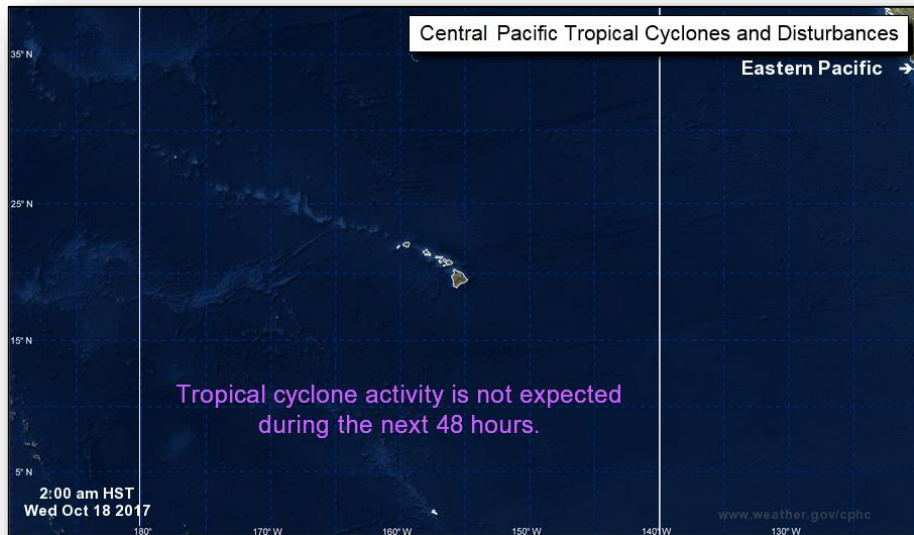 Central Pacific Tropical Cyclones and Disturbances
35° N
Eastern Pacific →
25° N
15° N
Tropical cyclone activity is not expected
during the next 48 hours.
5° N
2:00 am HST
Wed Oct 18 2017
www.weather.gov/cphc
180° 170° W 160° W 150° W 140° W 130° W